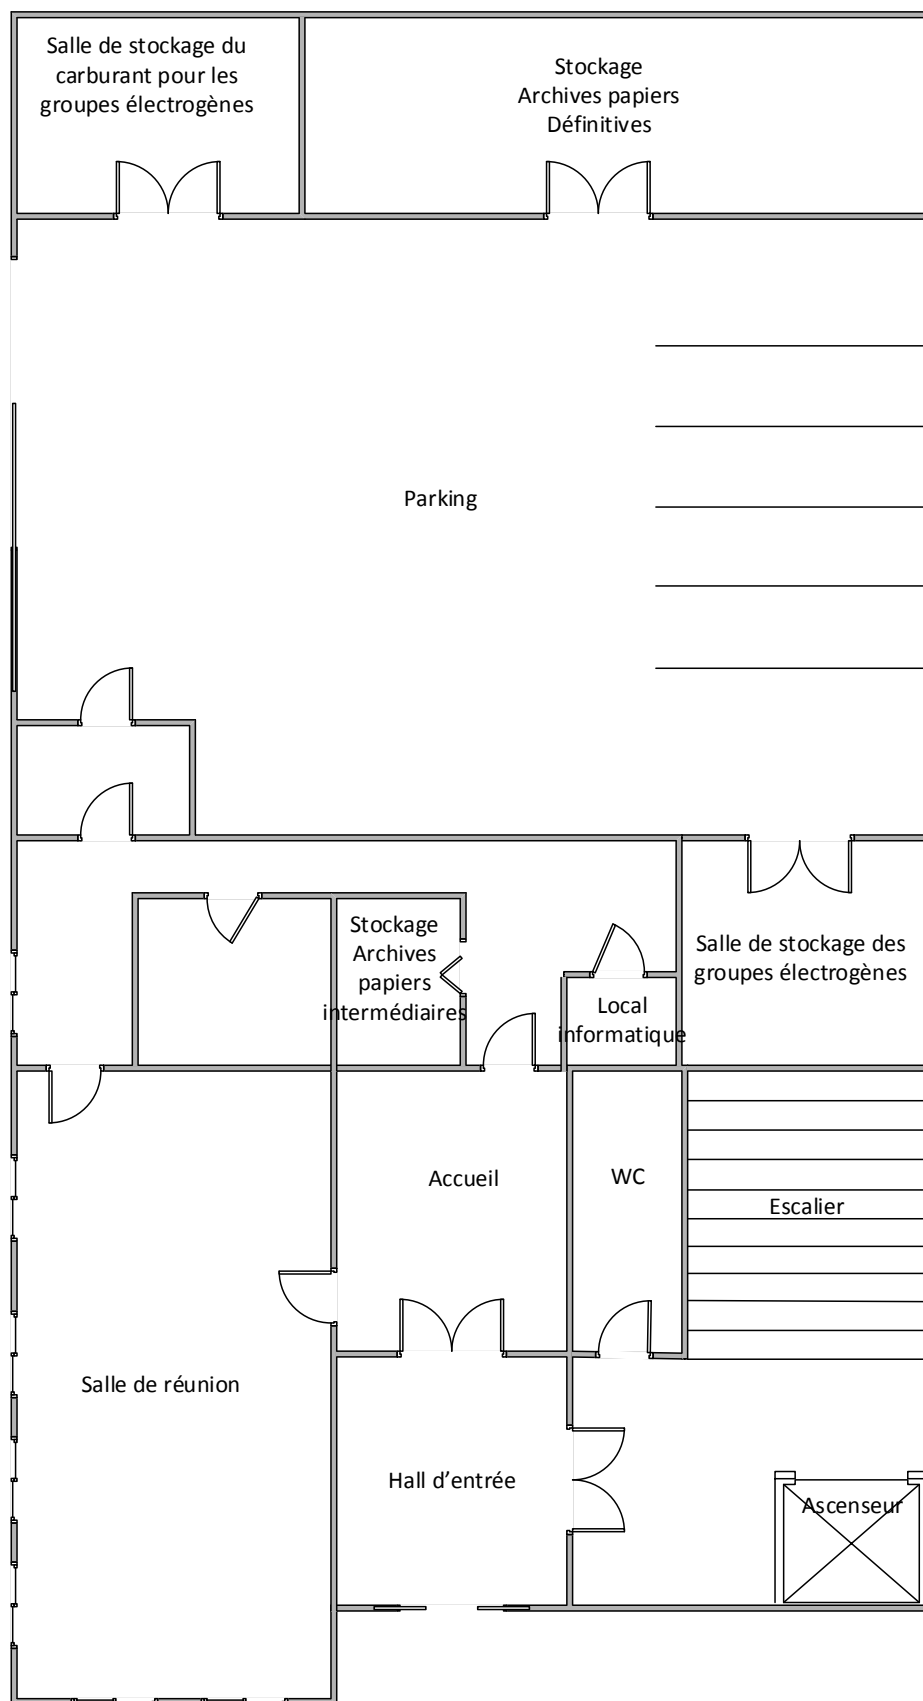 Salle de stockage du
carburant pour les
groupes électrogènes
Stockage
Archives papiers
Définitives
Parking
Stockage
Archives
papiers
intermédiaires
Local
informatique
Salle de stockage des
groupes électrogènes
Accueil
WC
Escalier
Salle de réunion
Hall d’entrée
Ascenseur